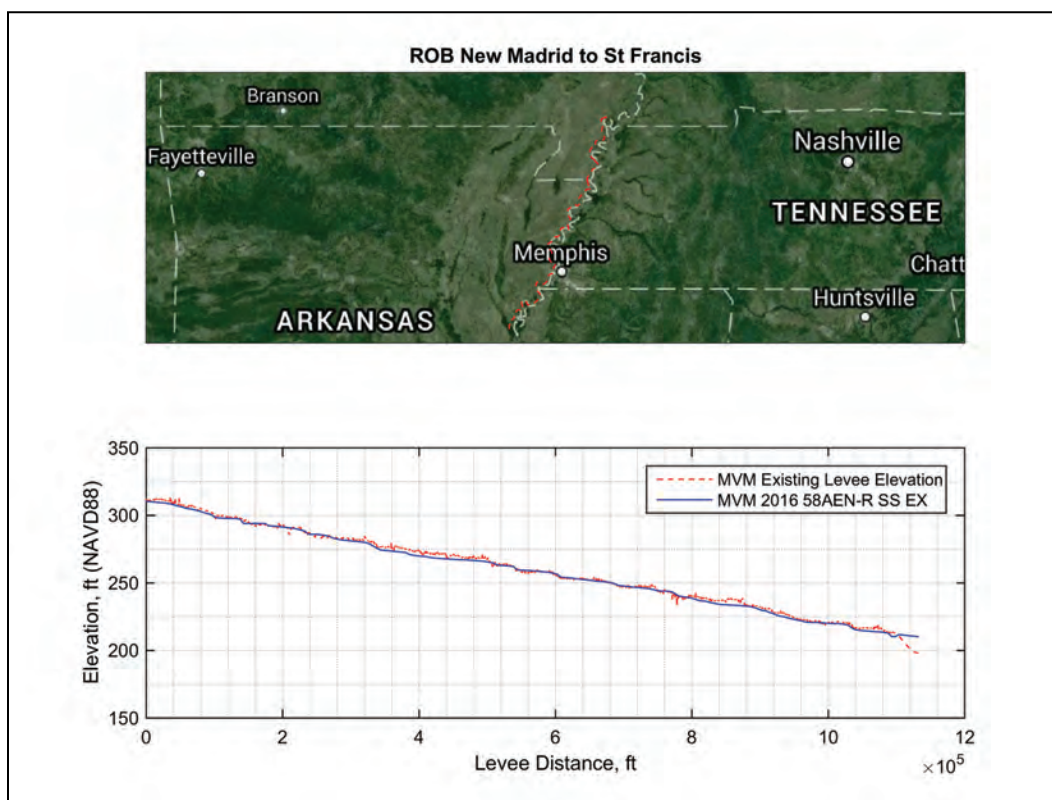 ROB New Madrid to St Francis
Branson
Fayetteville
Nashville
TENNESSEE
Memphis
Chatt
Huntsville
ARKANSAS
350
300
250
200
150
Elevation, ft (NAVD88)
MVM Existing Levee Elevation
MVM 2016 58AEN-R SS EX
0
2
4
6
8
10
12
×10⁵
Levee Distance, ft